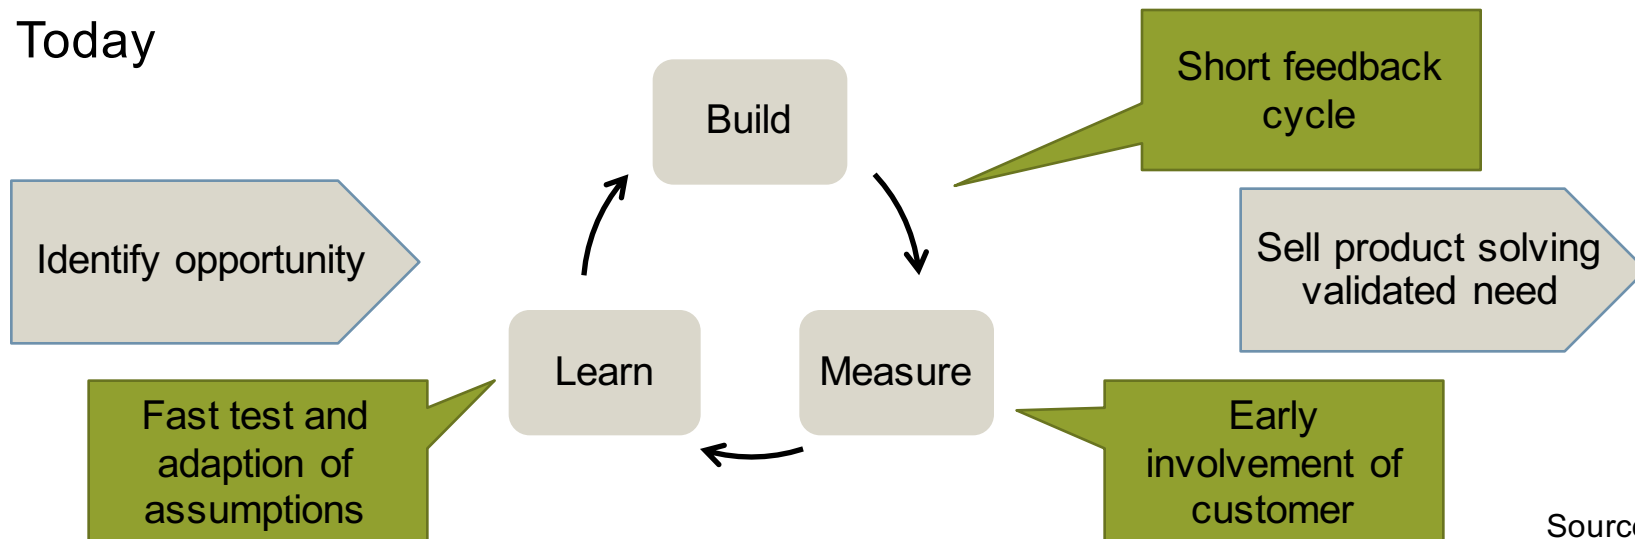 Today
Build
Short feedback
cycle
Identify opportunity
Sell product solving
validated need
Learn
Measure
Fast test and
adaption of
assumptions
Early
involvement of
customer
Source